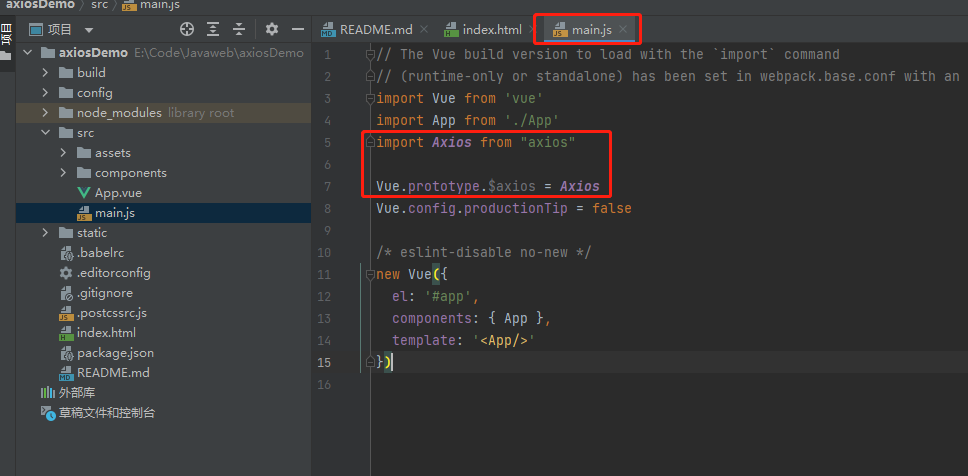 axiosDemo src main.js
项目
项目
axiosDemo E:\Code\Javaweb\axiosDemo
build
config
node_modules library root
src
assets
components
App.vue
main.js
static
.babelrc
.editorconfig
.gitignore
.postcssrc.js
index.html
package.json
README.md
外部库
草稿文件和控制台
README.md index.html main.js
1 // The Vue build version to load with the `import` command
2 // (runtime-only or standalone) has been set in webpack.base.conf with an
3 import Vue from 'vue'
4 import App from './App'
5 import Axios from "axios"
6
7 Vue.prototype.$axios = Axios
8 Vue.config.productionTip = false
9
10 /* eslint-disable no-new */
11 new Vue({
12 el: '#app',
13 components: { App },
14 template: '<App/>'
15 })
16